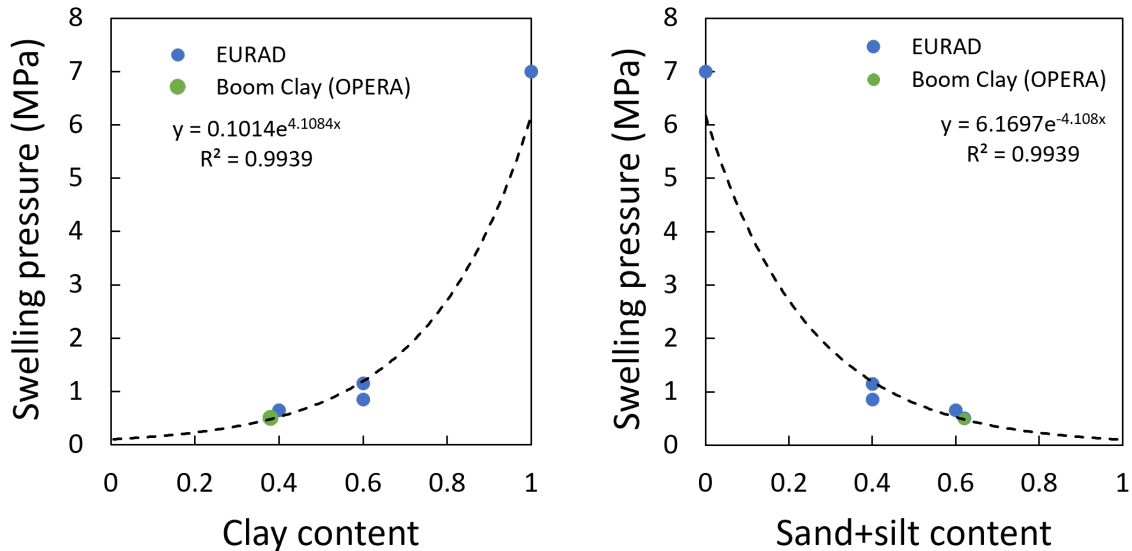 8
7
6
5
4
3
2
1
0
Swelling pressure (MPa)
EURAD
Boom Clay (OPERA)
y = 0.1014e^4.1084x
R² = 0.9939
0 0.2 0.4 0.6 0.8 1
Clay content
8
7
6
5
4
3
2
1
0
Swelling pressure (MPa)
EURAD
Boom Clay (OPERA)
y = 6.1697e^-4.108x
R² = 0.9939
0 0.2 0.4 0.6 0.8 1
Sand+silt content